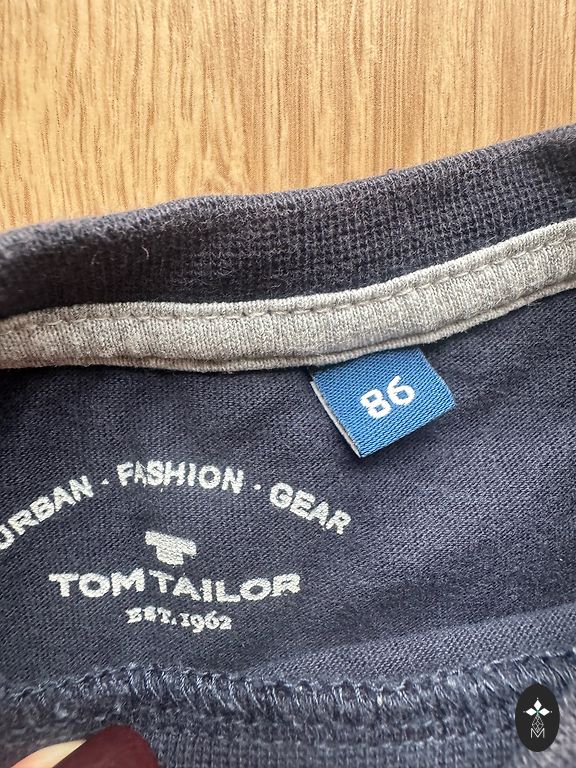 86
URBAN · FASHION · GEAR
TOM TAILOR
EST. 1962
M